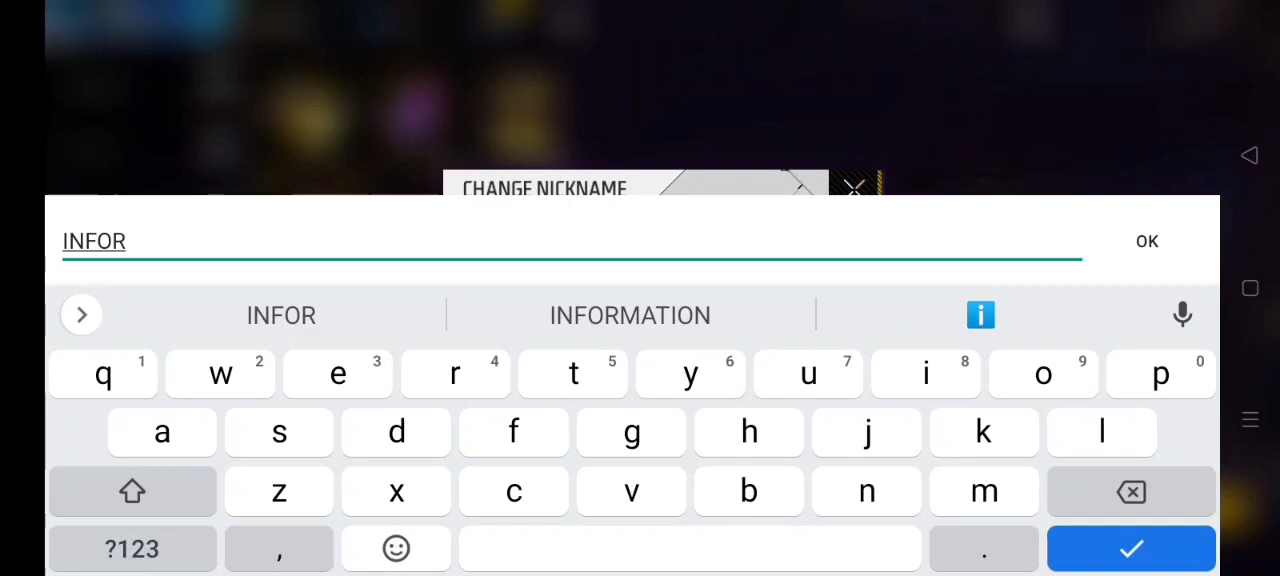 CHANGE NICKNAME
INFOR
OK
INFOR INFORMATION i
q 1 w 2 e 3 r 4 t 5 y 6 u 7 i 8 o 9 p 0
a s d f g h j k l
z x c v b n m
?123 , .